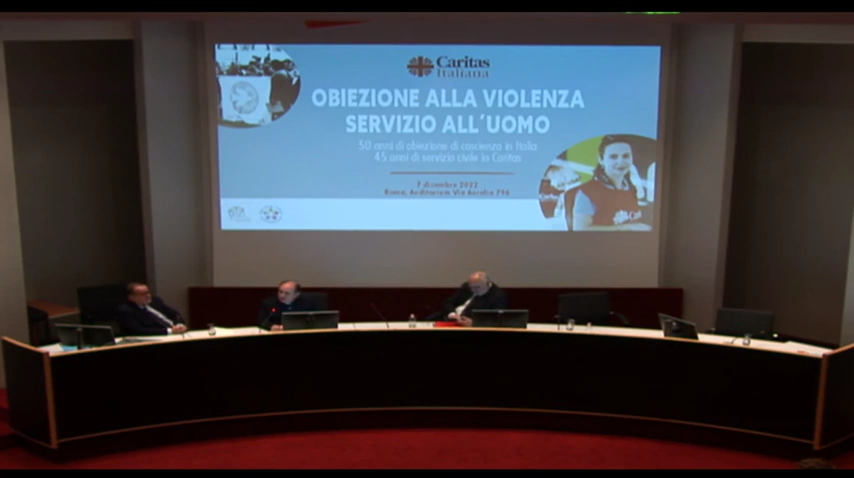 Caritas
Italiana
OBIEZIONE ALLA VIOLENZA
SERVIZIO ALL'UOMO
50 anni di obiezione di coscienza in Italia
45 anni di servizio civile in Caritas
7 dicembre 2022
Roma, Auditorium Via Aurelia 796